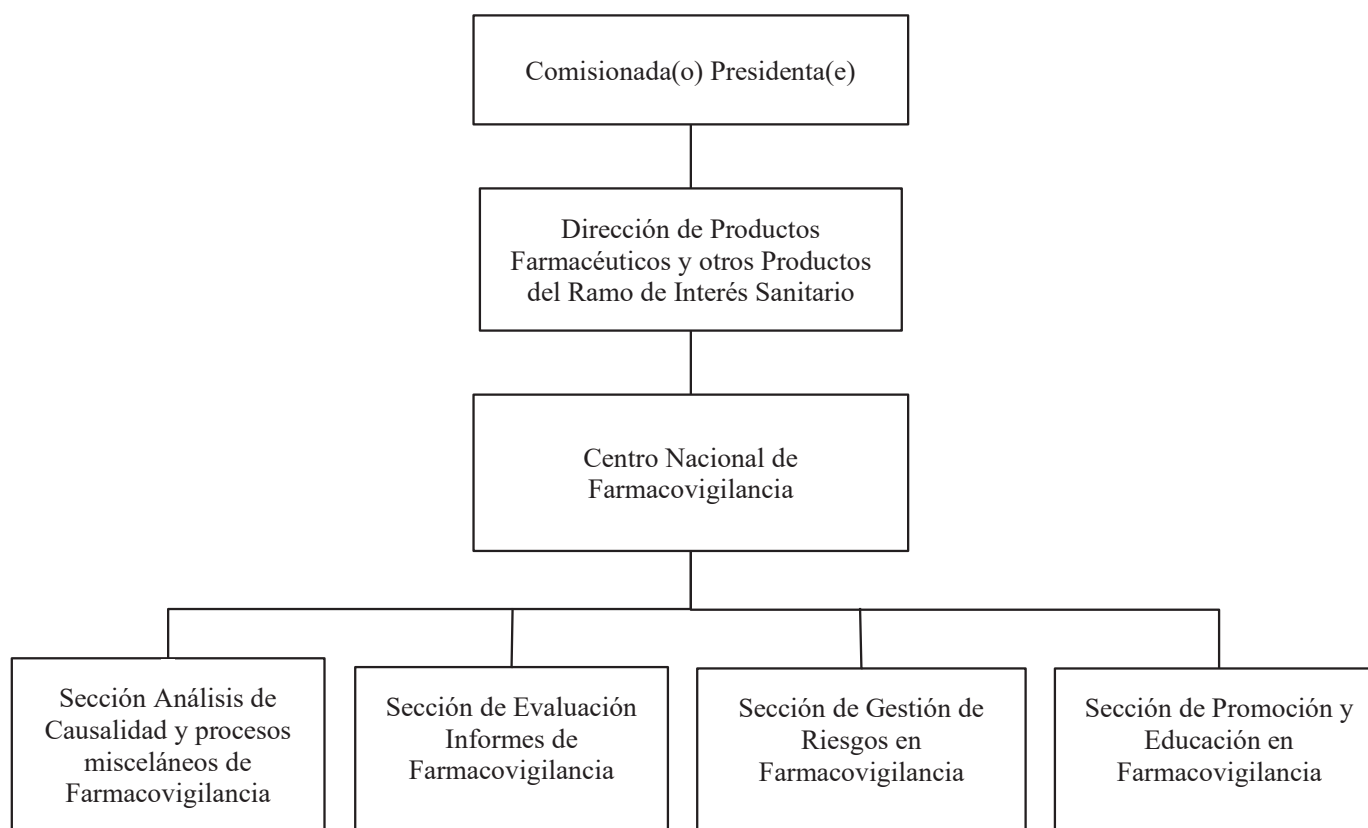 Comisionada(o) Presidenta(e)
Dirección de Productos
Farmacéuticos y otros Productos
del Ramo de Interés Sanitario
Centro Nacional de
Farmacovigilancia
Sección Análisis de
Causalidad y procesos
misceláneos de
Farmacovigilancia
Sección de Evaluación
Informes de
Farmacovigilancia
Sección de Gestión de
Riesgos en
Farmacovigilancia
Sección de Promoción y
Educación en
Farmacovigilancia